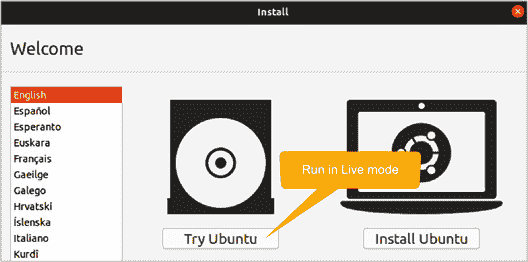 Install
Welcome
English
Español
Esperanto
Euskara
Français
Gaeilge
Galego
Hrvatski
Íslenska
Italiano
Kurdî
Run in Live mode
Try Ubuntu
Install Ubuntu